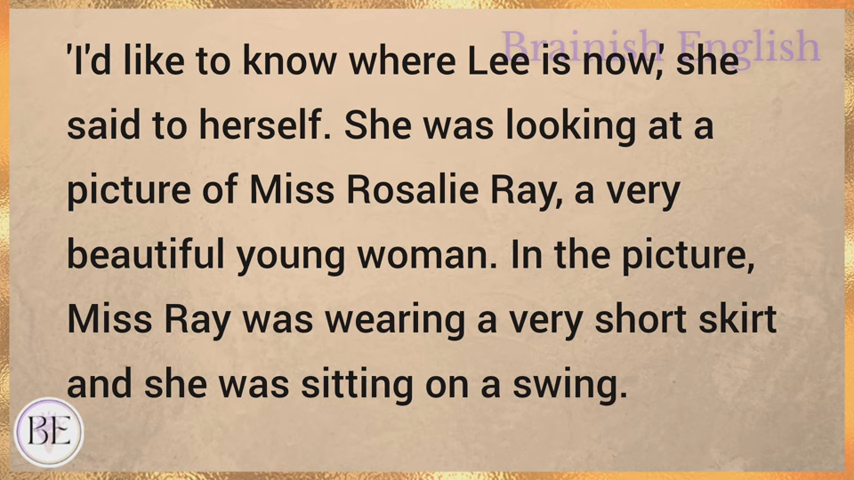 Brainish English
'I'd like to know where Lee is now,' she
said to herself. She was looking at a
picture of Miss Rosalie Ray, a very
beautiful young woman. In the picture,
Miss Ray was wearing a very short skirt
and she was sitting on a swing.
BE